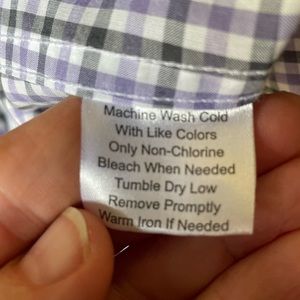 Machine Wash Cold
With Like Colors
Only Non-Chlorine
Bleach When Needed
Tumble Dry Low
Remove Promptly
Warm Iron If Needed